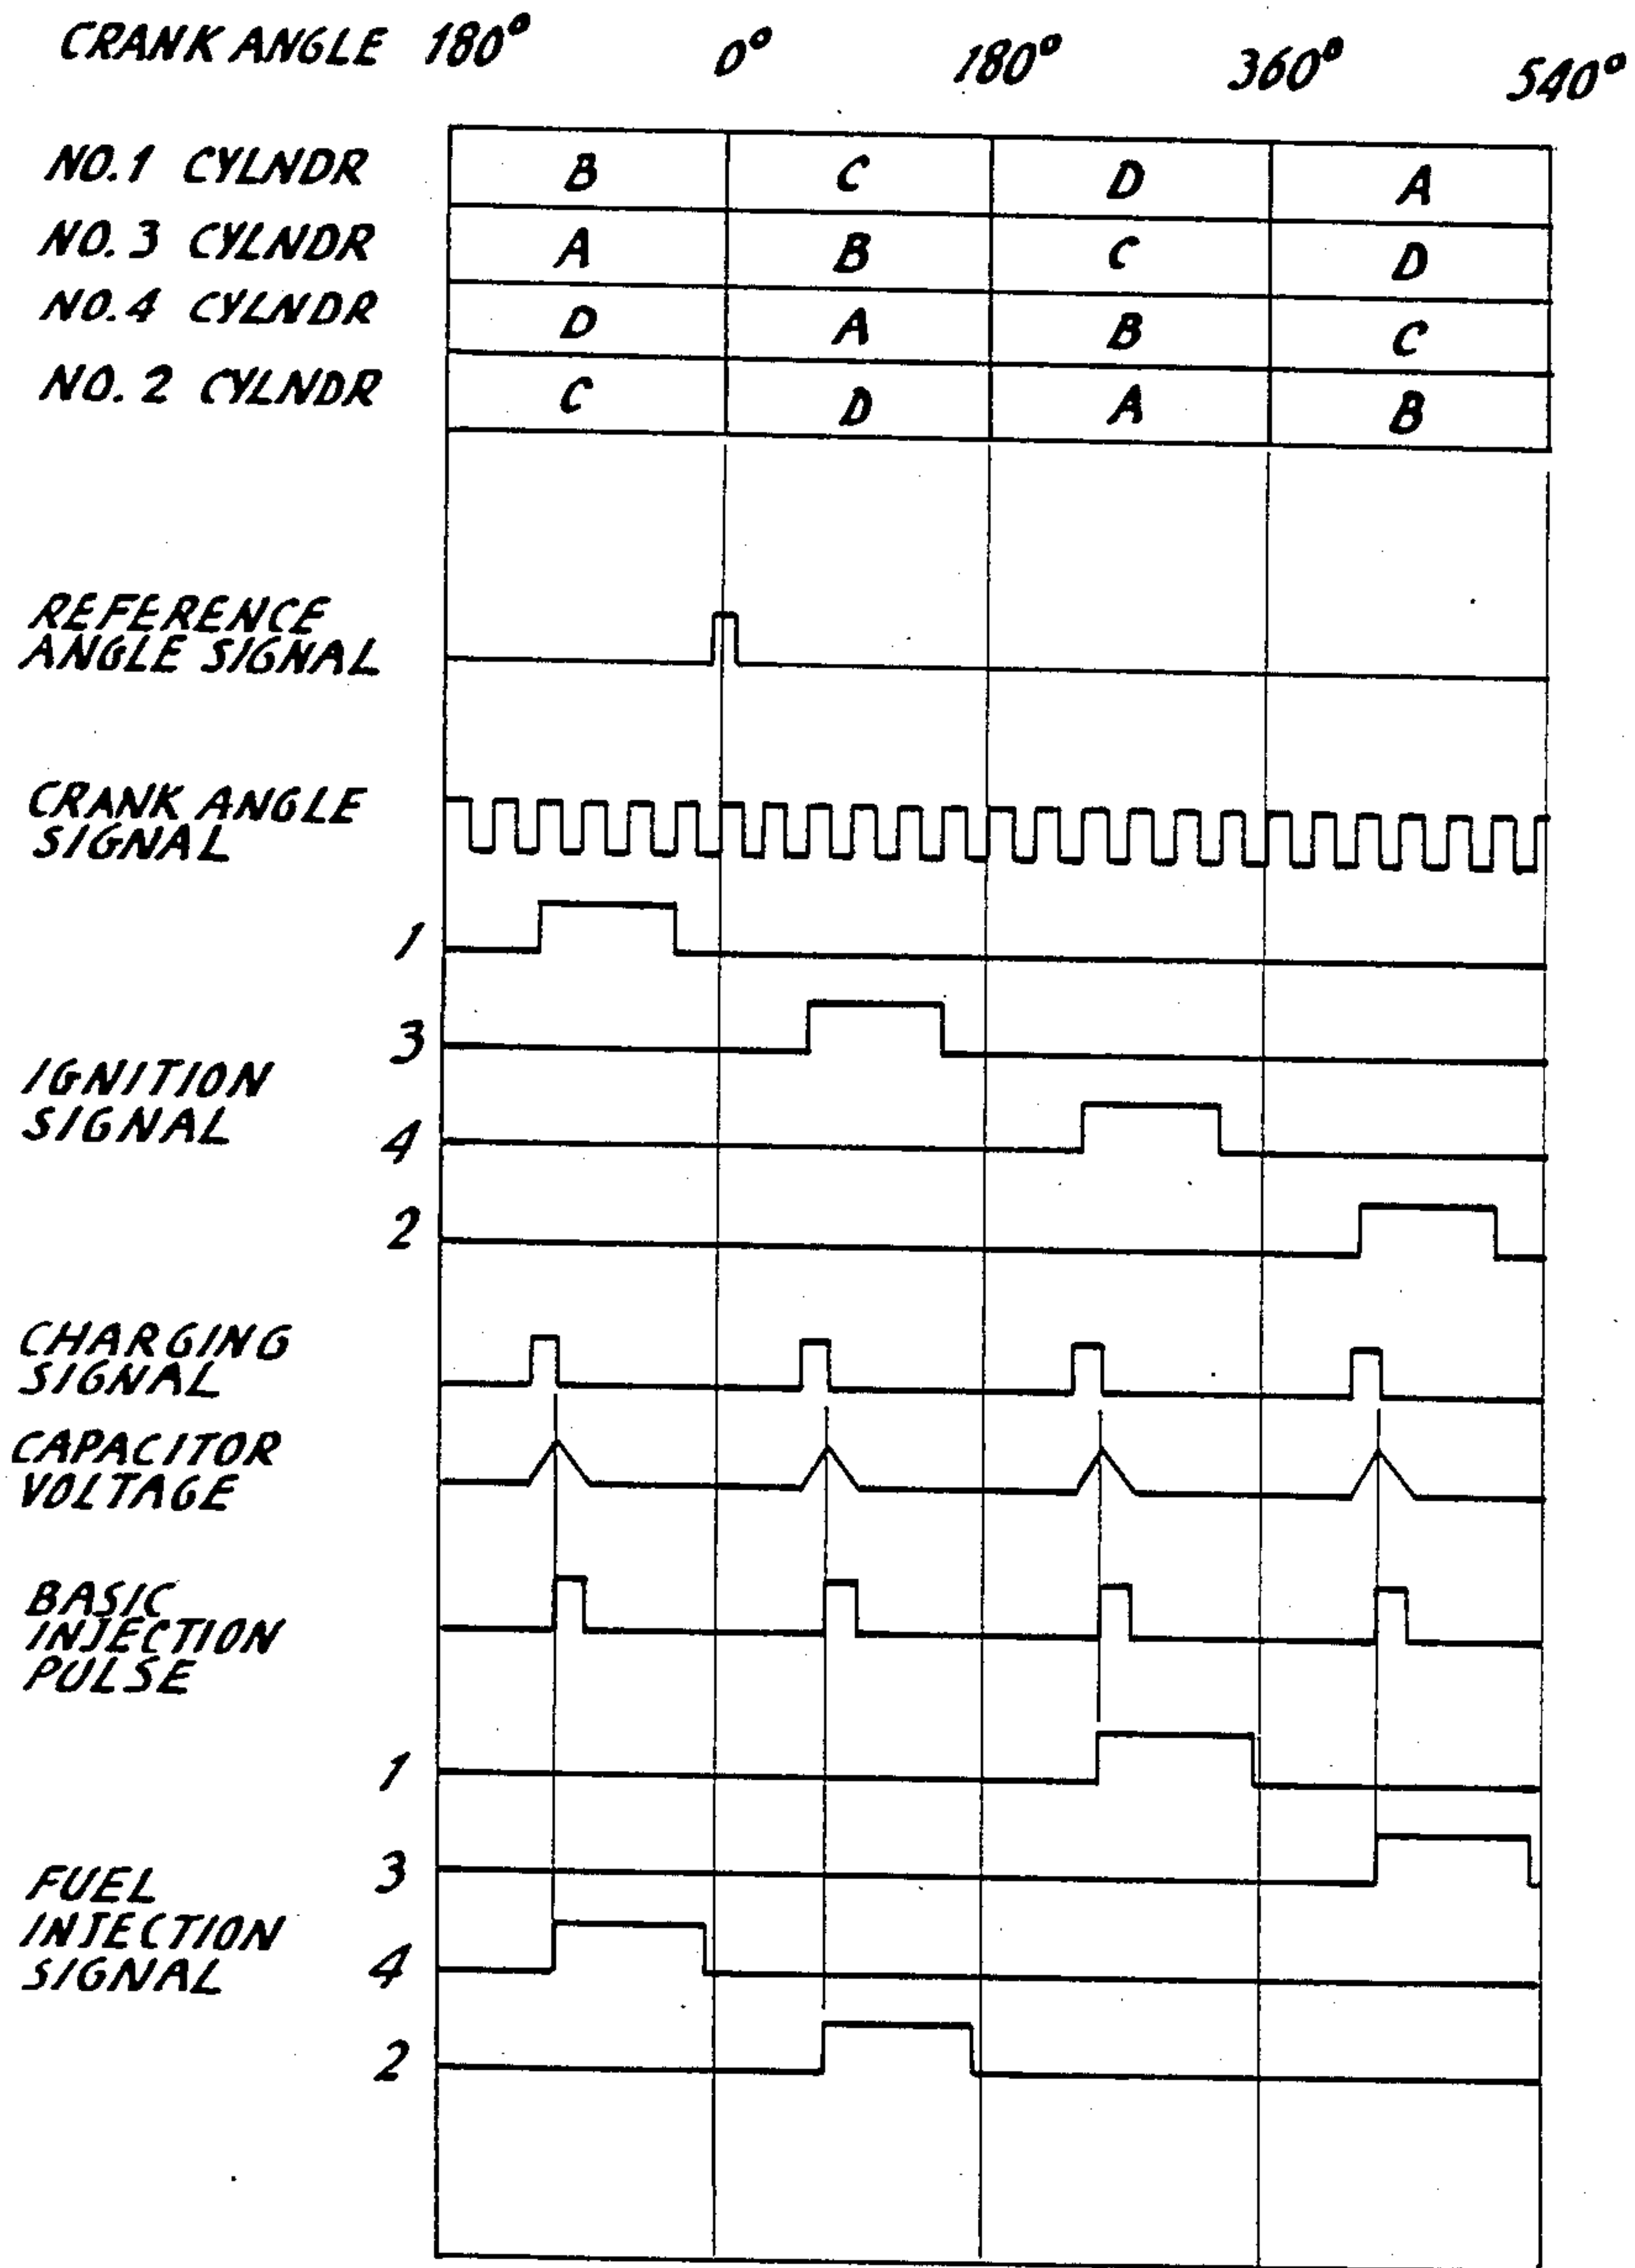 CRANK ANGLE 180° 0° 180° 360° 540°
NO.1 CYLNDR B C D A
NO.3 CYLNDR A B C D
NO.4 CYLNDR D A B C
NO.2 CYLNDR C D A B
REFERENCE
ANGLE SIGNAL
CRANK ANGLE
SIGNAL
1
3
IGNITION
SIGNAL
4
2
CHARGING
SIGNAL
CAPACITOR
VOLTAGE
BASIC
INJECTION
PULSE
1
3
FUEL
INJECTION
SIGNAL
4
2